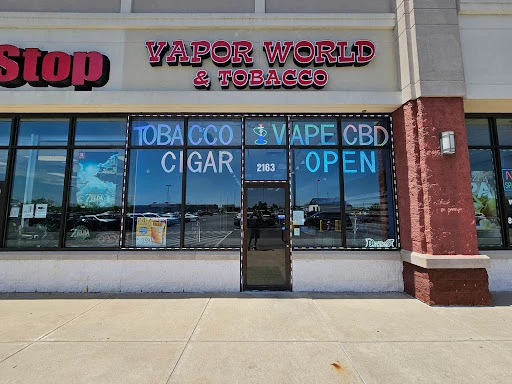 Stop
VAPOR WORLD
& TOBACCO
TOBACCO VAPE CBD
CIGAR OPEN
2163